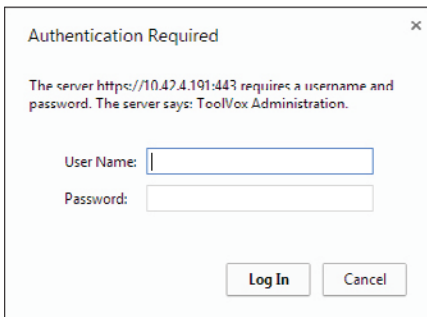 Authentication Required
×
The server https://10.42.4.191:443 requires a username and
password. The server says: ToolVox Administration.
User Name:
Password:
Log In Cancel